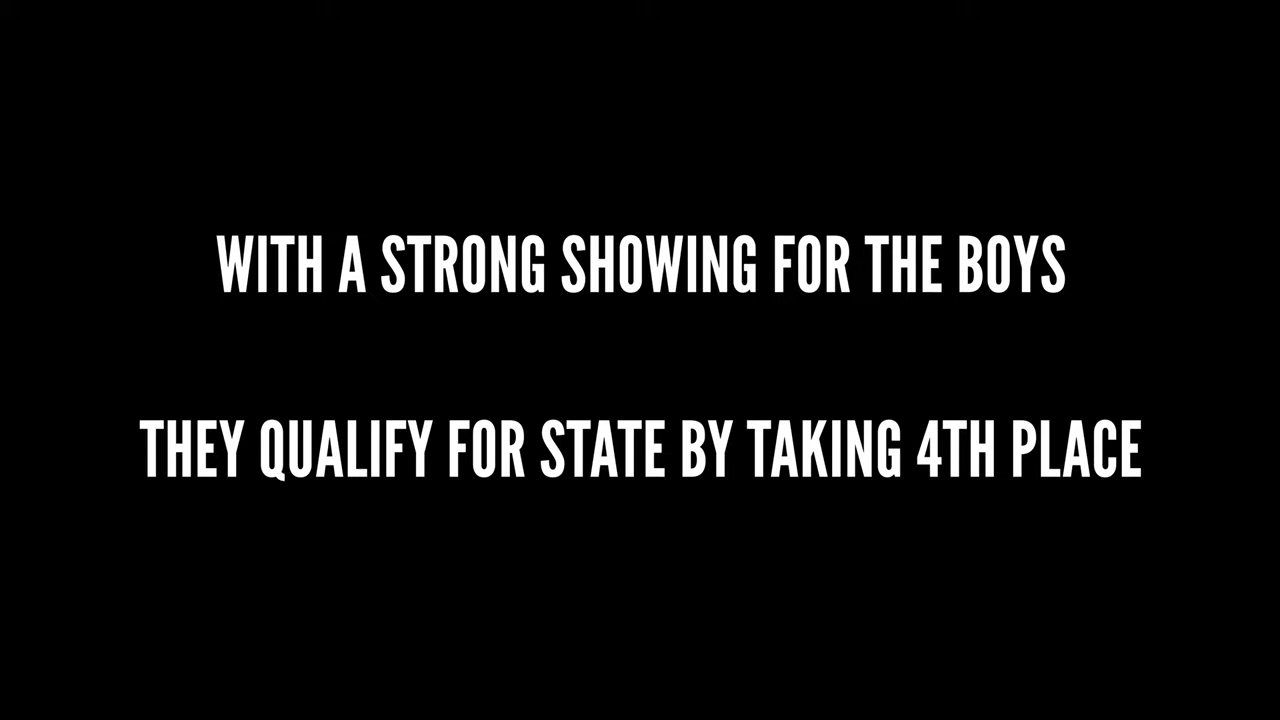 WITH A STRONG SHOWING FOR THE BOYS
THEY QUALIFY FOR STATE BY TAKING 4TH PLACE